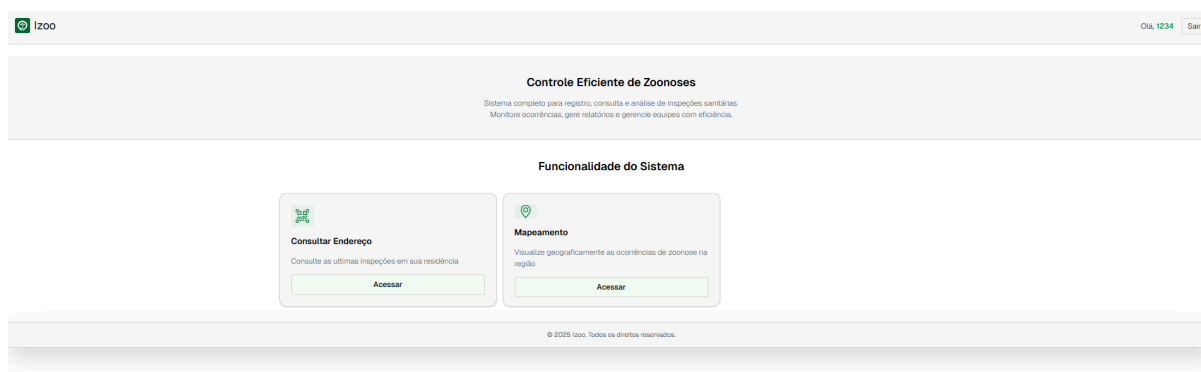 Izoo
Olá, 1234
Sair
Controle Eficiente de Zoonoses
Sistema completo para registro, consulta e análise de inspeções sanitárias.
Monitore ocorrências, gere relatórios e gerencie equipes com eficiência.
Funcionalidade do Sistema
Consultar Endereço
Consulte as ultimas inspeções em sua residência
Acessar
Mapeamento
Visualize geograficamente as ocorrências de zoonose na
região
Acessar
© 2025 Izoo. Todos os direitos reservados.